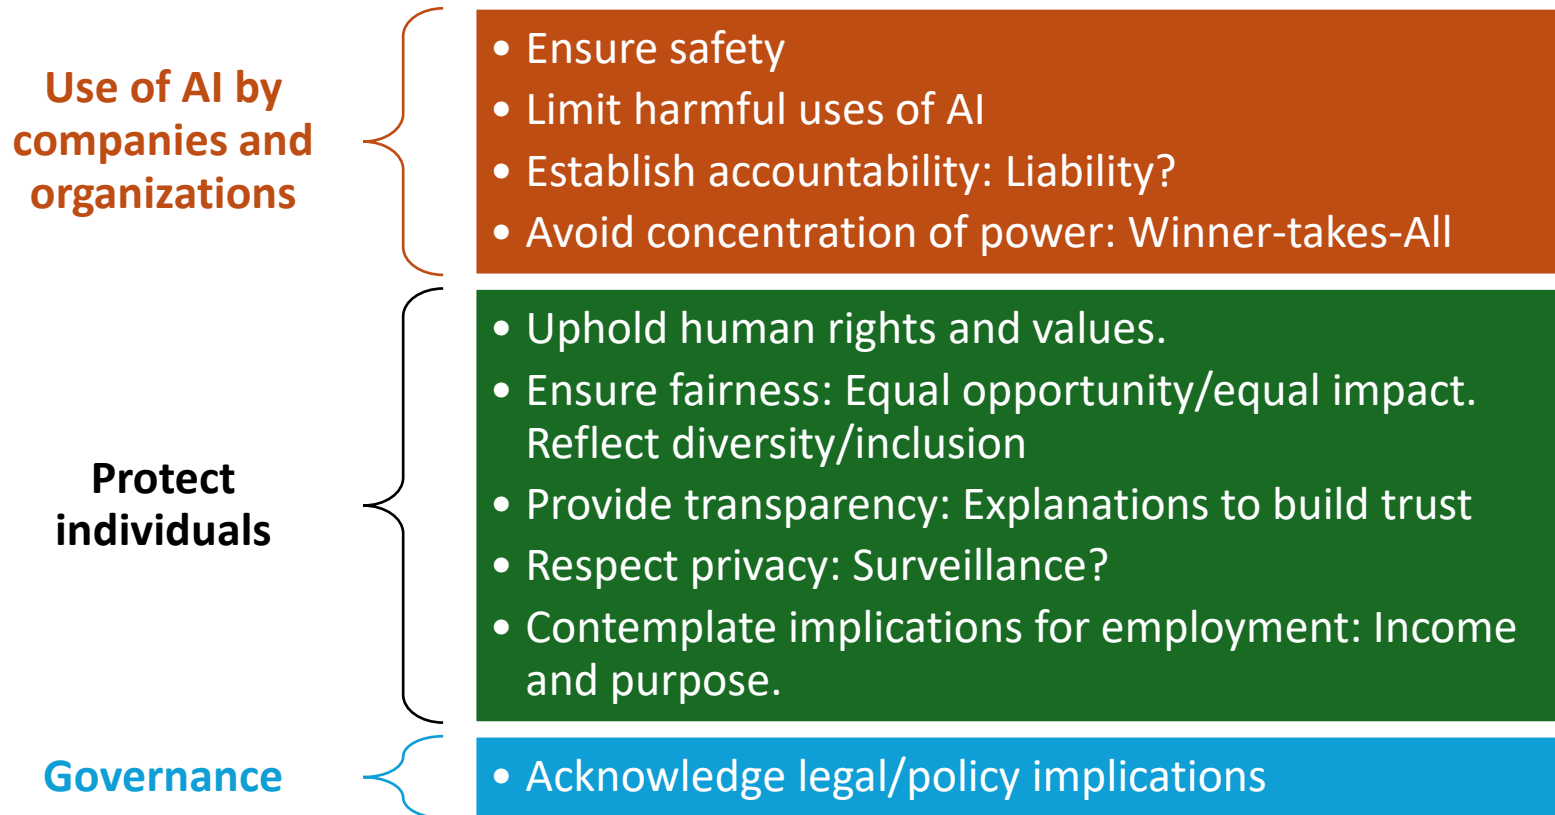 Use of AI by
companies and
organizations
• Ensure safety
• Limit harmful uses of AI
• Establish accountability: Liability?
• Avoid concentration of power: Winner-takes-All
Protect
individuals
• Uphold human rights and values.
• Ensure fairness: Equal opportunity/equal impact.
Reflect diversity/inclusion
• Provide transparency: Explanations to build trust
• Respect privacy: Surveillance?
• Contemplate implications for employment: Income
and purpose.
Governance
• Acknowledge legal/policy implications